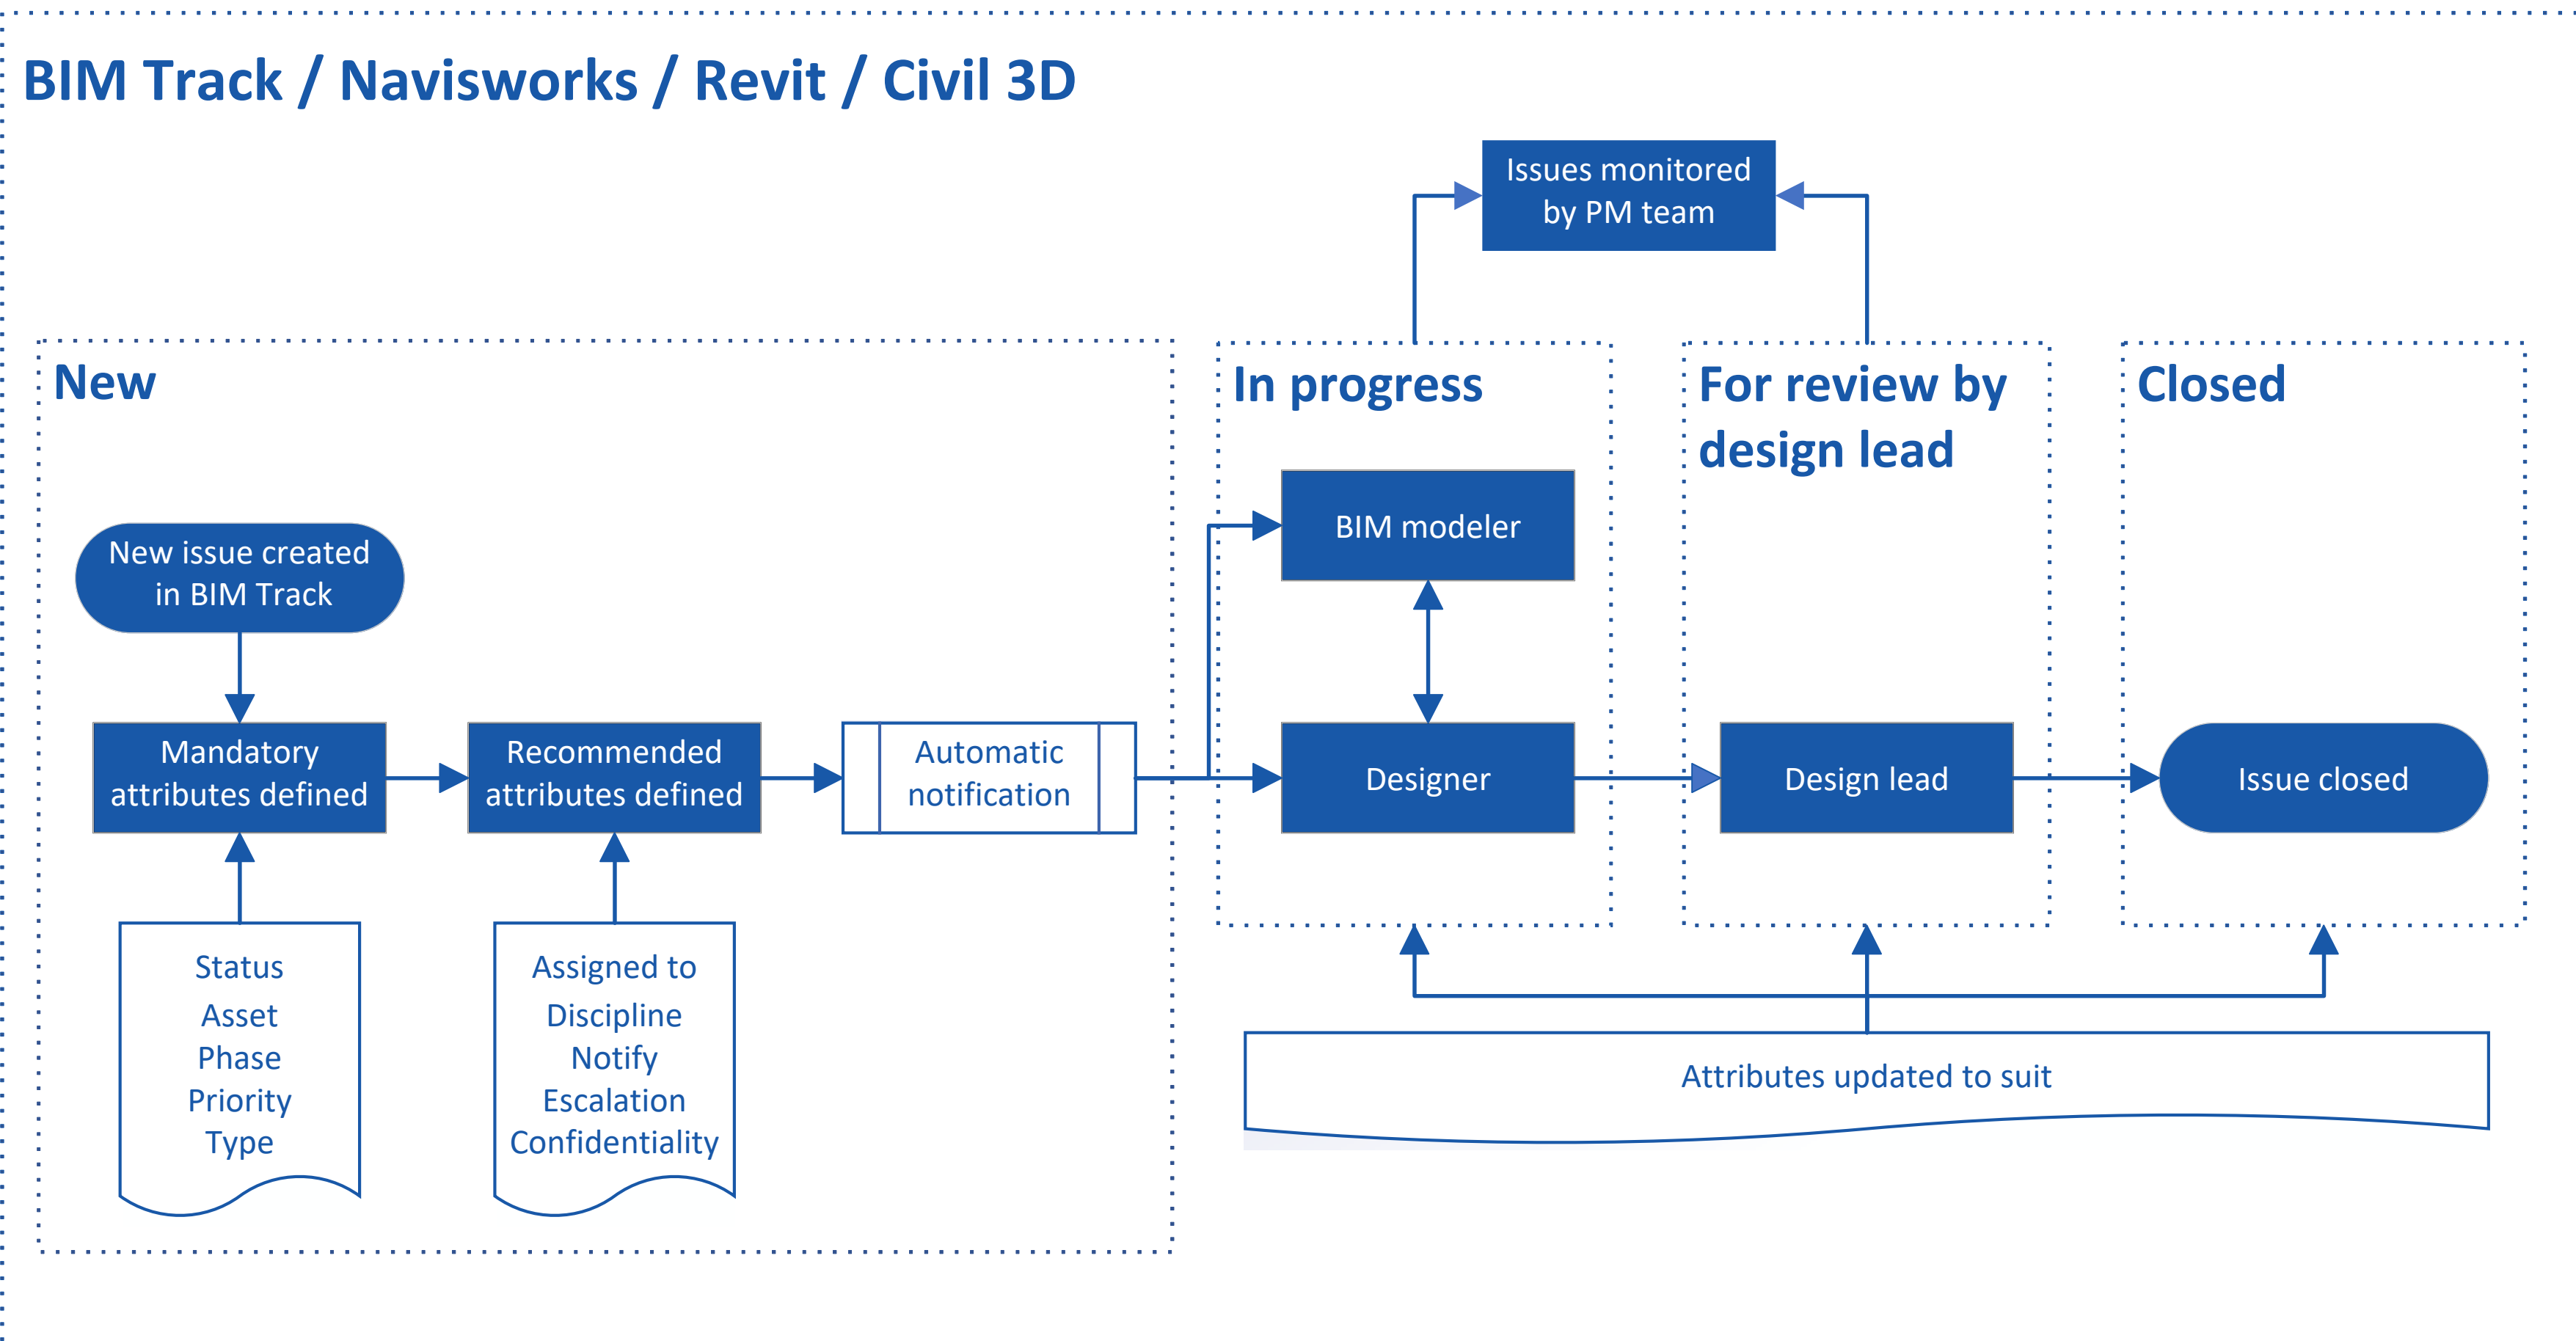 BIM Track / Navisworks / Revit / Civil 3D
Issues monitored
by PM team
New
New issue created
in BIM Track
Mandatory
attributes defined
Recommended
attributes defined
Automatic
notification
Status
Asset
Phase
Priority
Type
Assigned to
Discipline
Notify
Escalation
Confidentiality
In progress
BIM modeler
Designer
For review by
design lead
Design lead
Closed
Issue closed
Attributes updated to suit